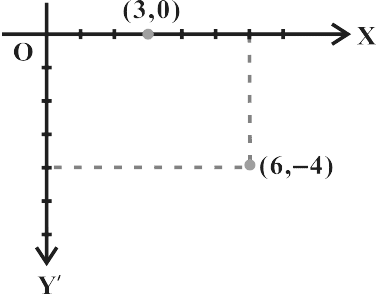 (3,0)
X
O
(6,−4)
Y′